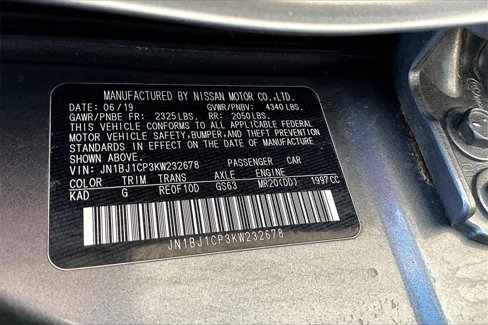 MANUFACTURED BY NISSAN MOTOR CO.,LTD.
DATE: 06/19 GVWR/PNBV: 4340 LBS.
GAWR/PNBE FR: 2325 LBS. RR: 2050 LBS.
THIS VEHICLE CONFORMS TO ALL APPLICABLE FEDERAL
MOTOR VEHICLE SAFETY, BUMPER, AND THEFT PREVENTION
STANDARDS IN EFFECT ON THE DATE OF MANUFACTURE
SHOWN ABOVE.
VIN: JN1BJ1CP3KW232678 PASSENGER CAR
COLOR TRIM TRANS AXLE ENGINE
KAD G RE0F10D GS63 MR20(DD) 1997CC
JN1BJ1CP3KW232678